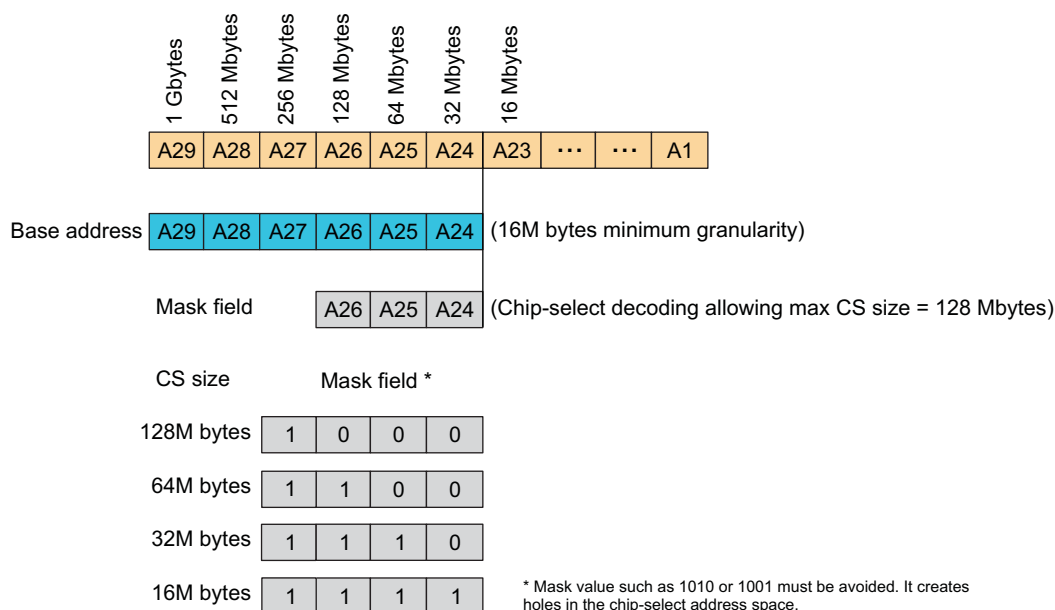 1 Gbytes
512 Mbytes
256 Mbytes
128 Mbytes
64 Mbytes
32 Mbytes
16 Mbytes
A29 A28 A27 A26 A25 A24 A23 ... ... A1
Base address A29 A28 A27 A26 A25 A24 (16M bytes minimum granularity)
Mask field A26 A25 A24 (Chip-select decoding allowing max CS size = 128 Mbytes)
CS size Mask field *
128M bytes 1 0 0 0
64M bytes 1 1 0 0
32M bytes 1 1 1 0
16M bytes 1 1 1 1
* Mask value such as 1010 or 1001 must be avoided. It creates
holes in the chip-select address space.